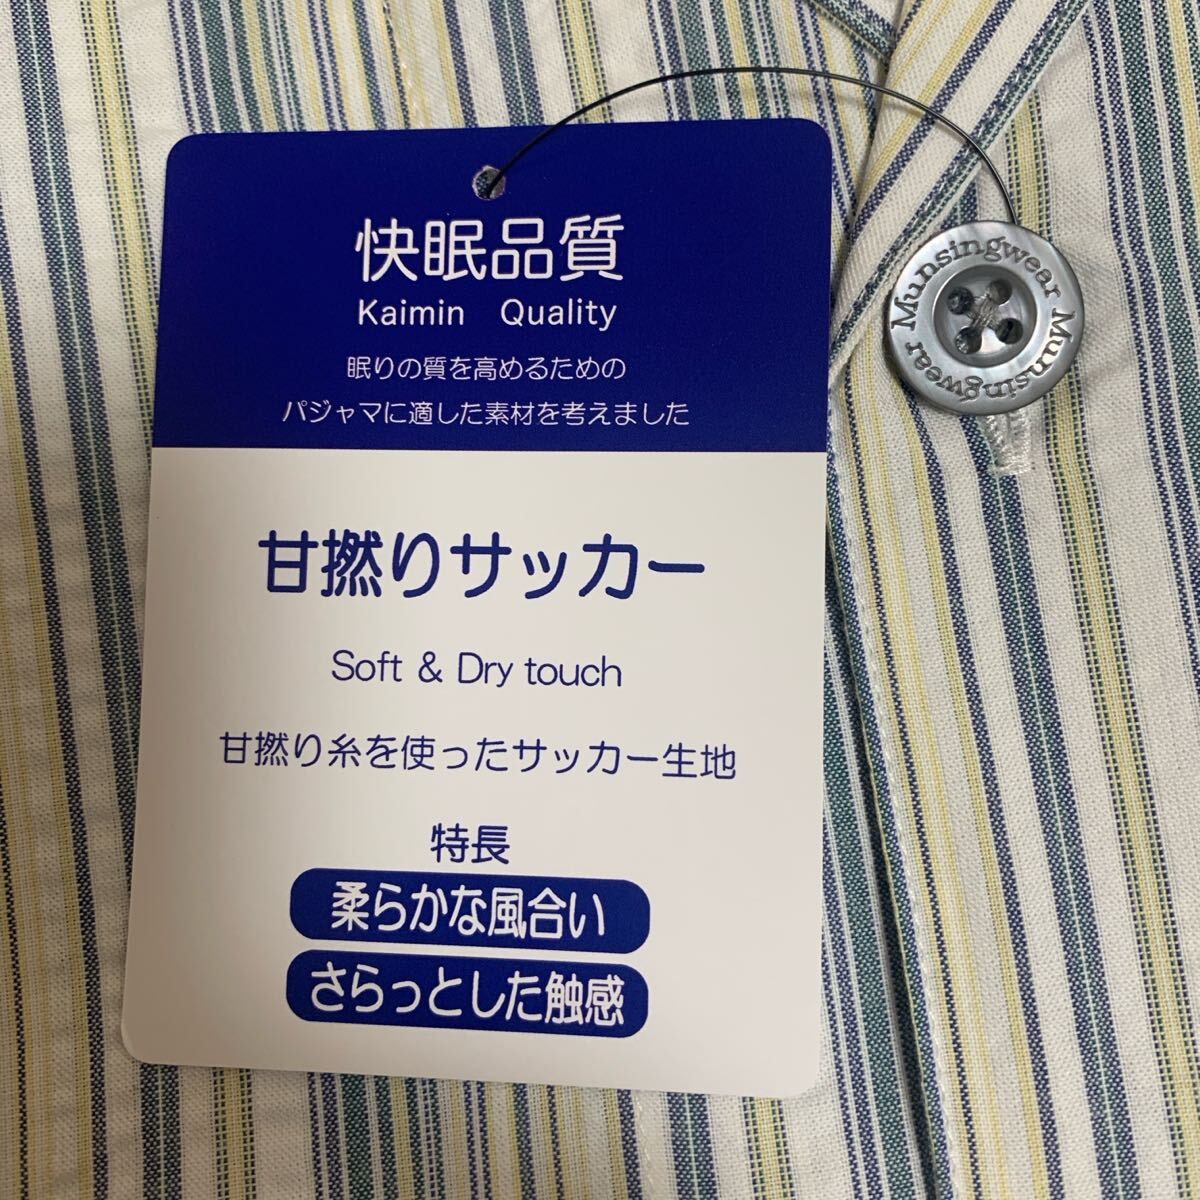 快眠品質
Kaimin Quality
眠りの質を高めるための
パジャマに適した素材を考えました
甘撚りサッカー
Soft & Dry touch
甘撚り糸を使ったサッカー生地
特長
柔らかな風合い
さらっとした触感
Munsingwear Munsingwear